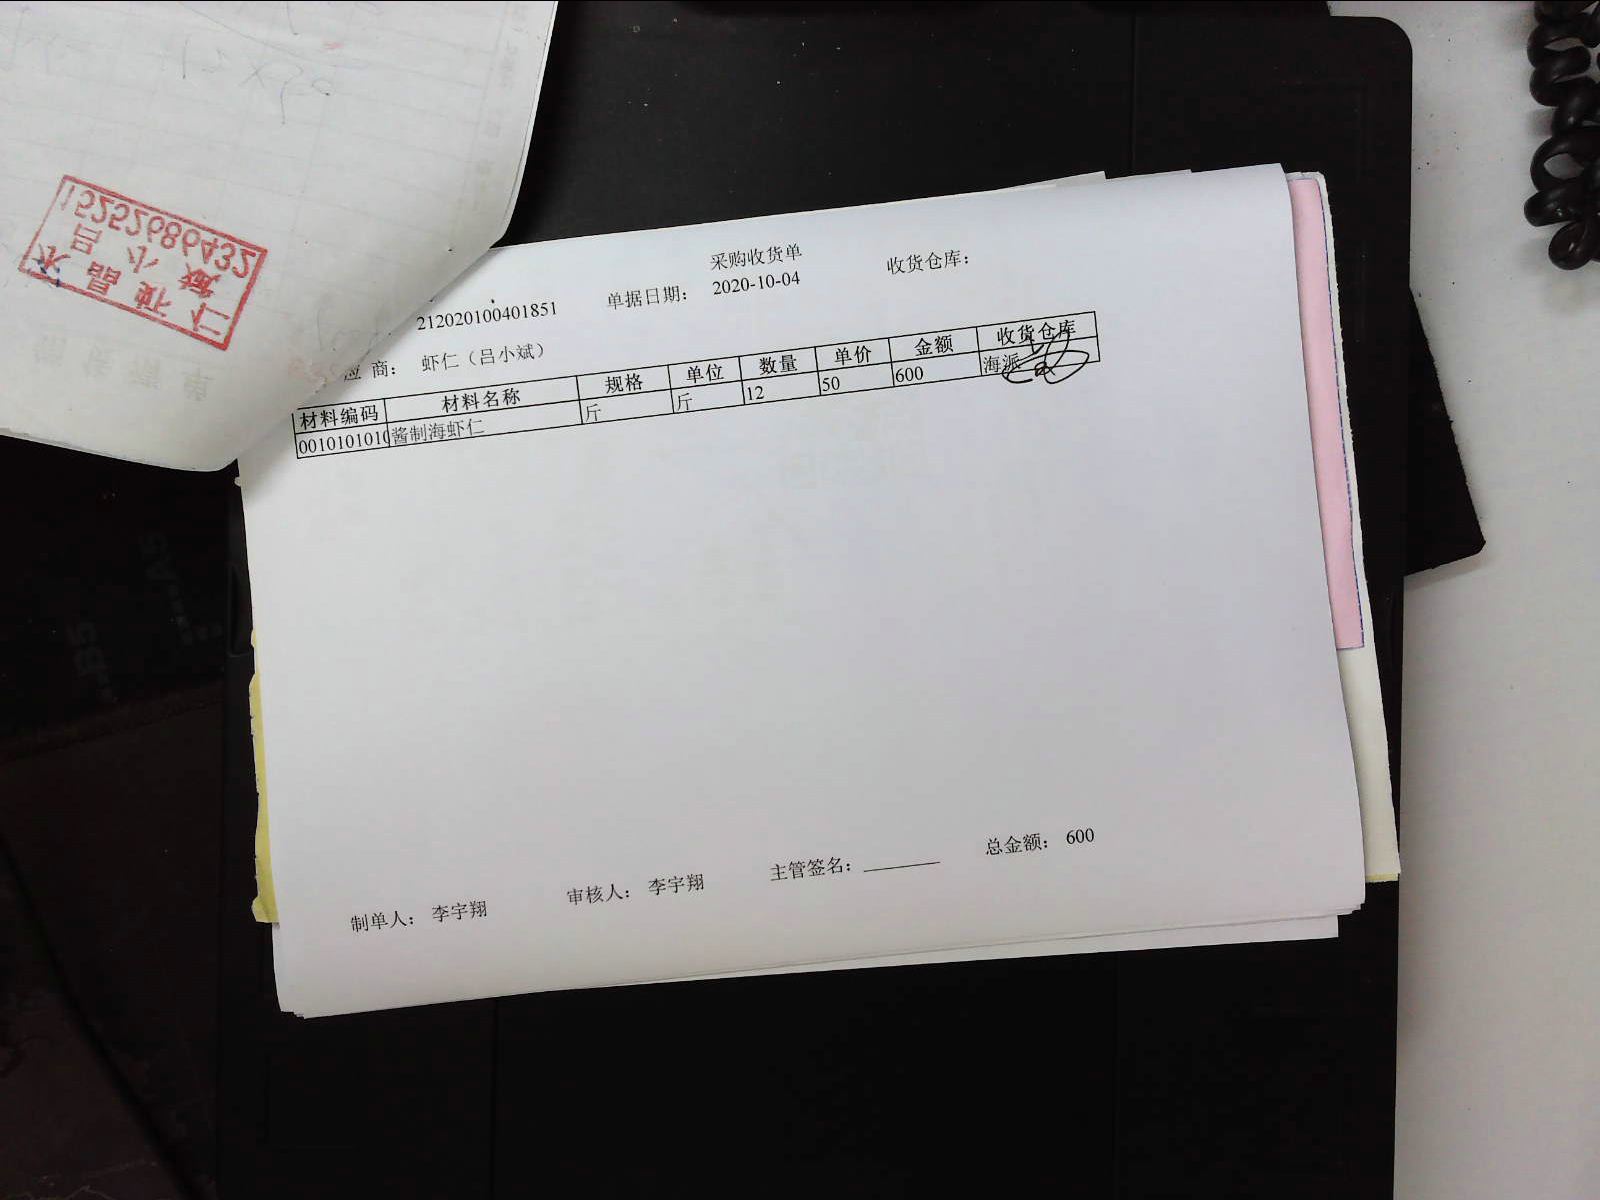 采购收货单
212020100401851 单据日期： 2020-10-04 收货仓库：
应 商： 虾仁（吕小斌）
材料编码 材料名称 规格 单位 数量 单价 金额 收货仓库
0010101010 酱制海虾仁 斤 斤 12 50 600 海派
制单人： 李宇翔 审核人： 李宇翔 主管签名： 总金额： 600
15252686432